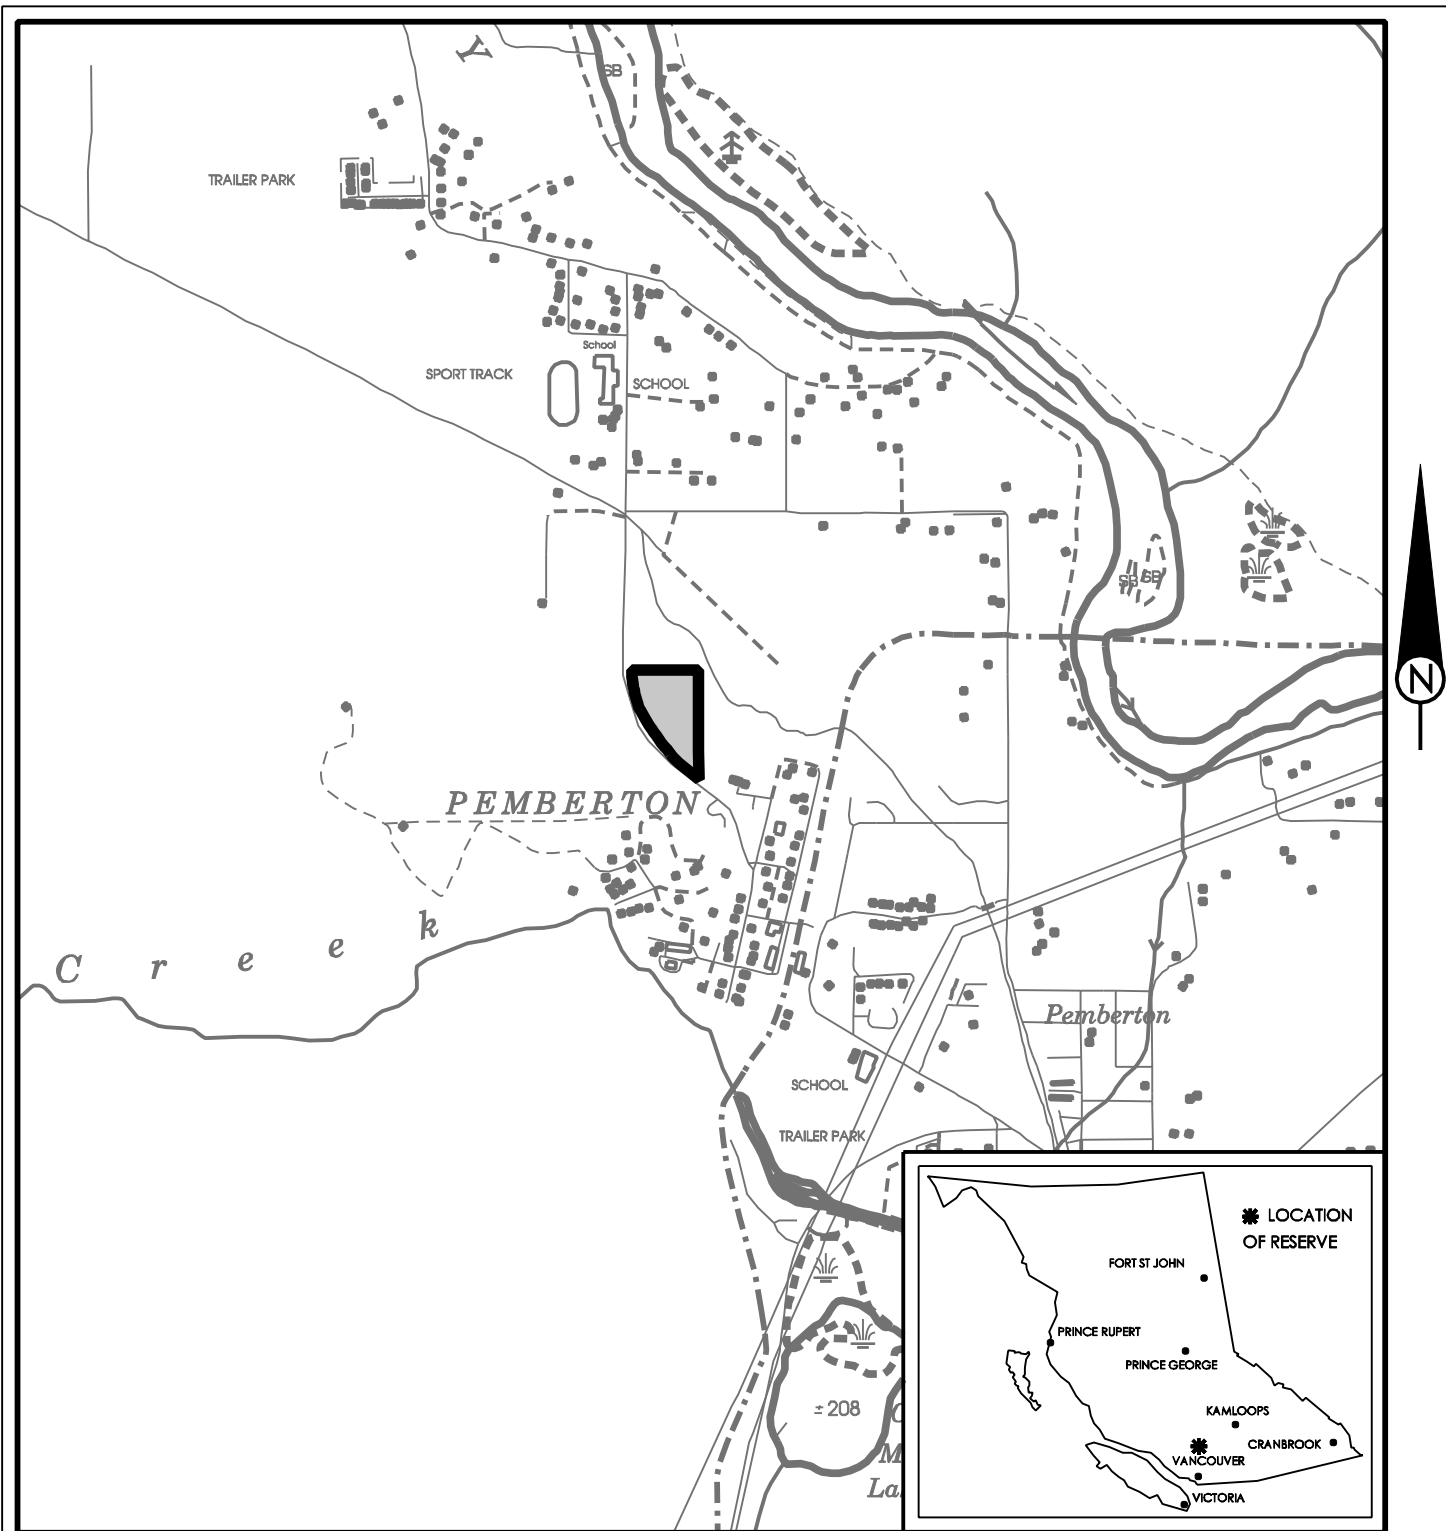 Y
SB
TRAILER PARK
School
SPORT TRACK
SCHOOL
SB
SB
N
PEMBERTON
Creek
Pemberton
SCHOOL
TRAILER PARK
± 208
LOCATION
OF RESERVE
FORT ST JOHN
PRINCE RUPERT
PRINCE GEORGE
KAMLOOPS
CRANBROOK
VANCOUVER
VICTORIA